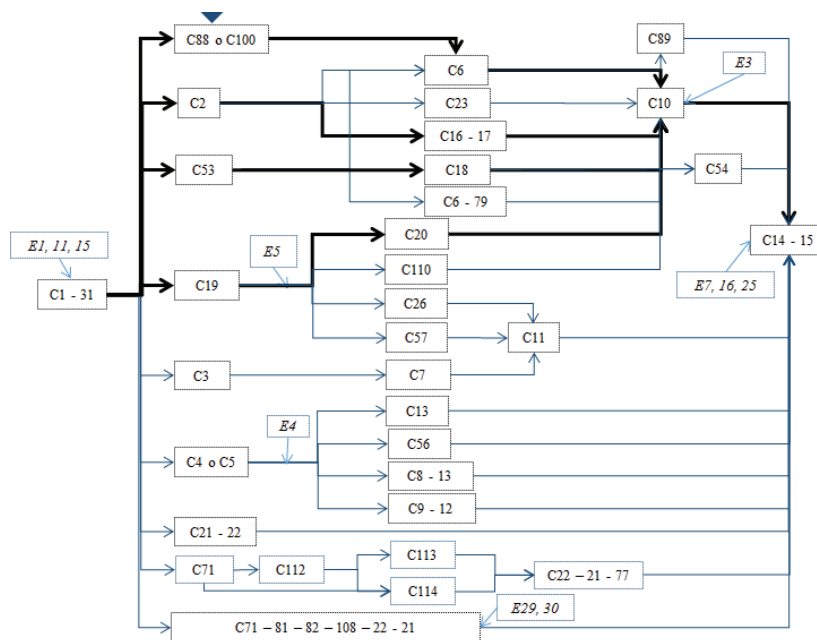 C88 o C100
C89
C6
E3
C2
C23
C10
C16 - 17
C53
C18
C54
C6 - 79
C20
E1, 11, 15
E5
C14 - 15
C1 - 31
C19
C110
E7, 16, 25
C26
C57
C11
C3
C7
C13
E4
C56
C4 o C5
C8 - 13
C9 - 12
C21 - 22
C113
C71
C112
C22 – 21 - 77
C114
E29, 30
C71 – 81 – 82 – 108 – 22 - 21